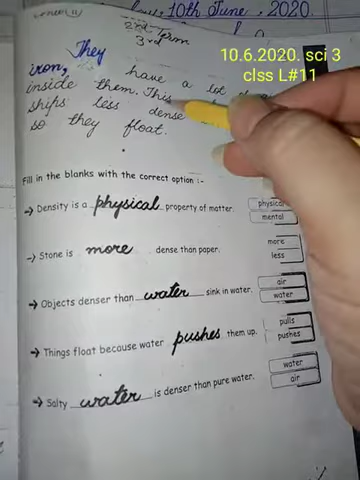 10th June, 2020.
2nd Term
3rd
10.6.2020. sci 3
clss L#11
They
iron, have a lot
inside them. This
ships less dense
so they float.
Fill in the blanks with the correct option :-
→ Density is a physical property of matter. physical
mental
→ Stone is more dense than paper. more
less
→ Objects denser than water sink in water. air
water
→ Things float because water pushes them up. pulls
pushes
→ Salty water is denser than pure water. water
air